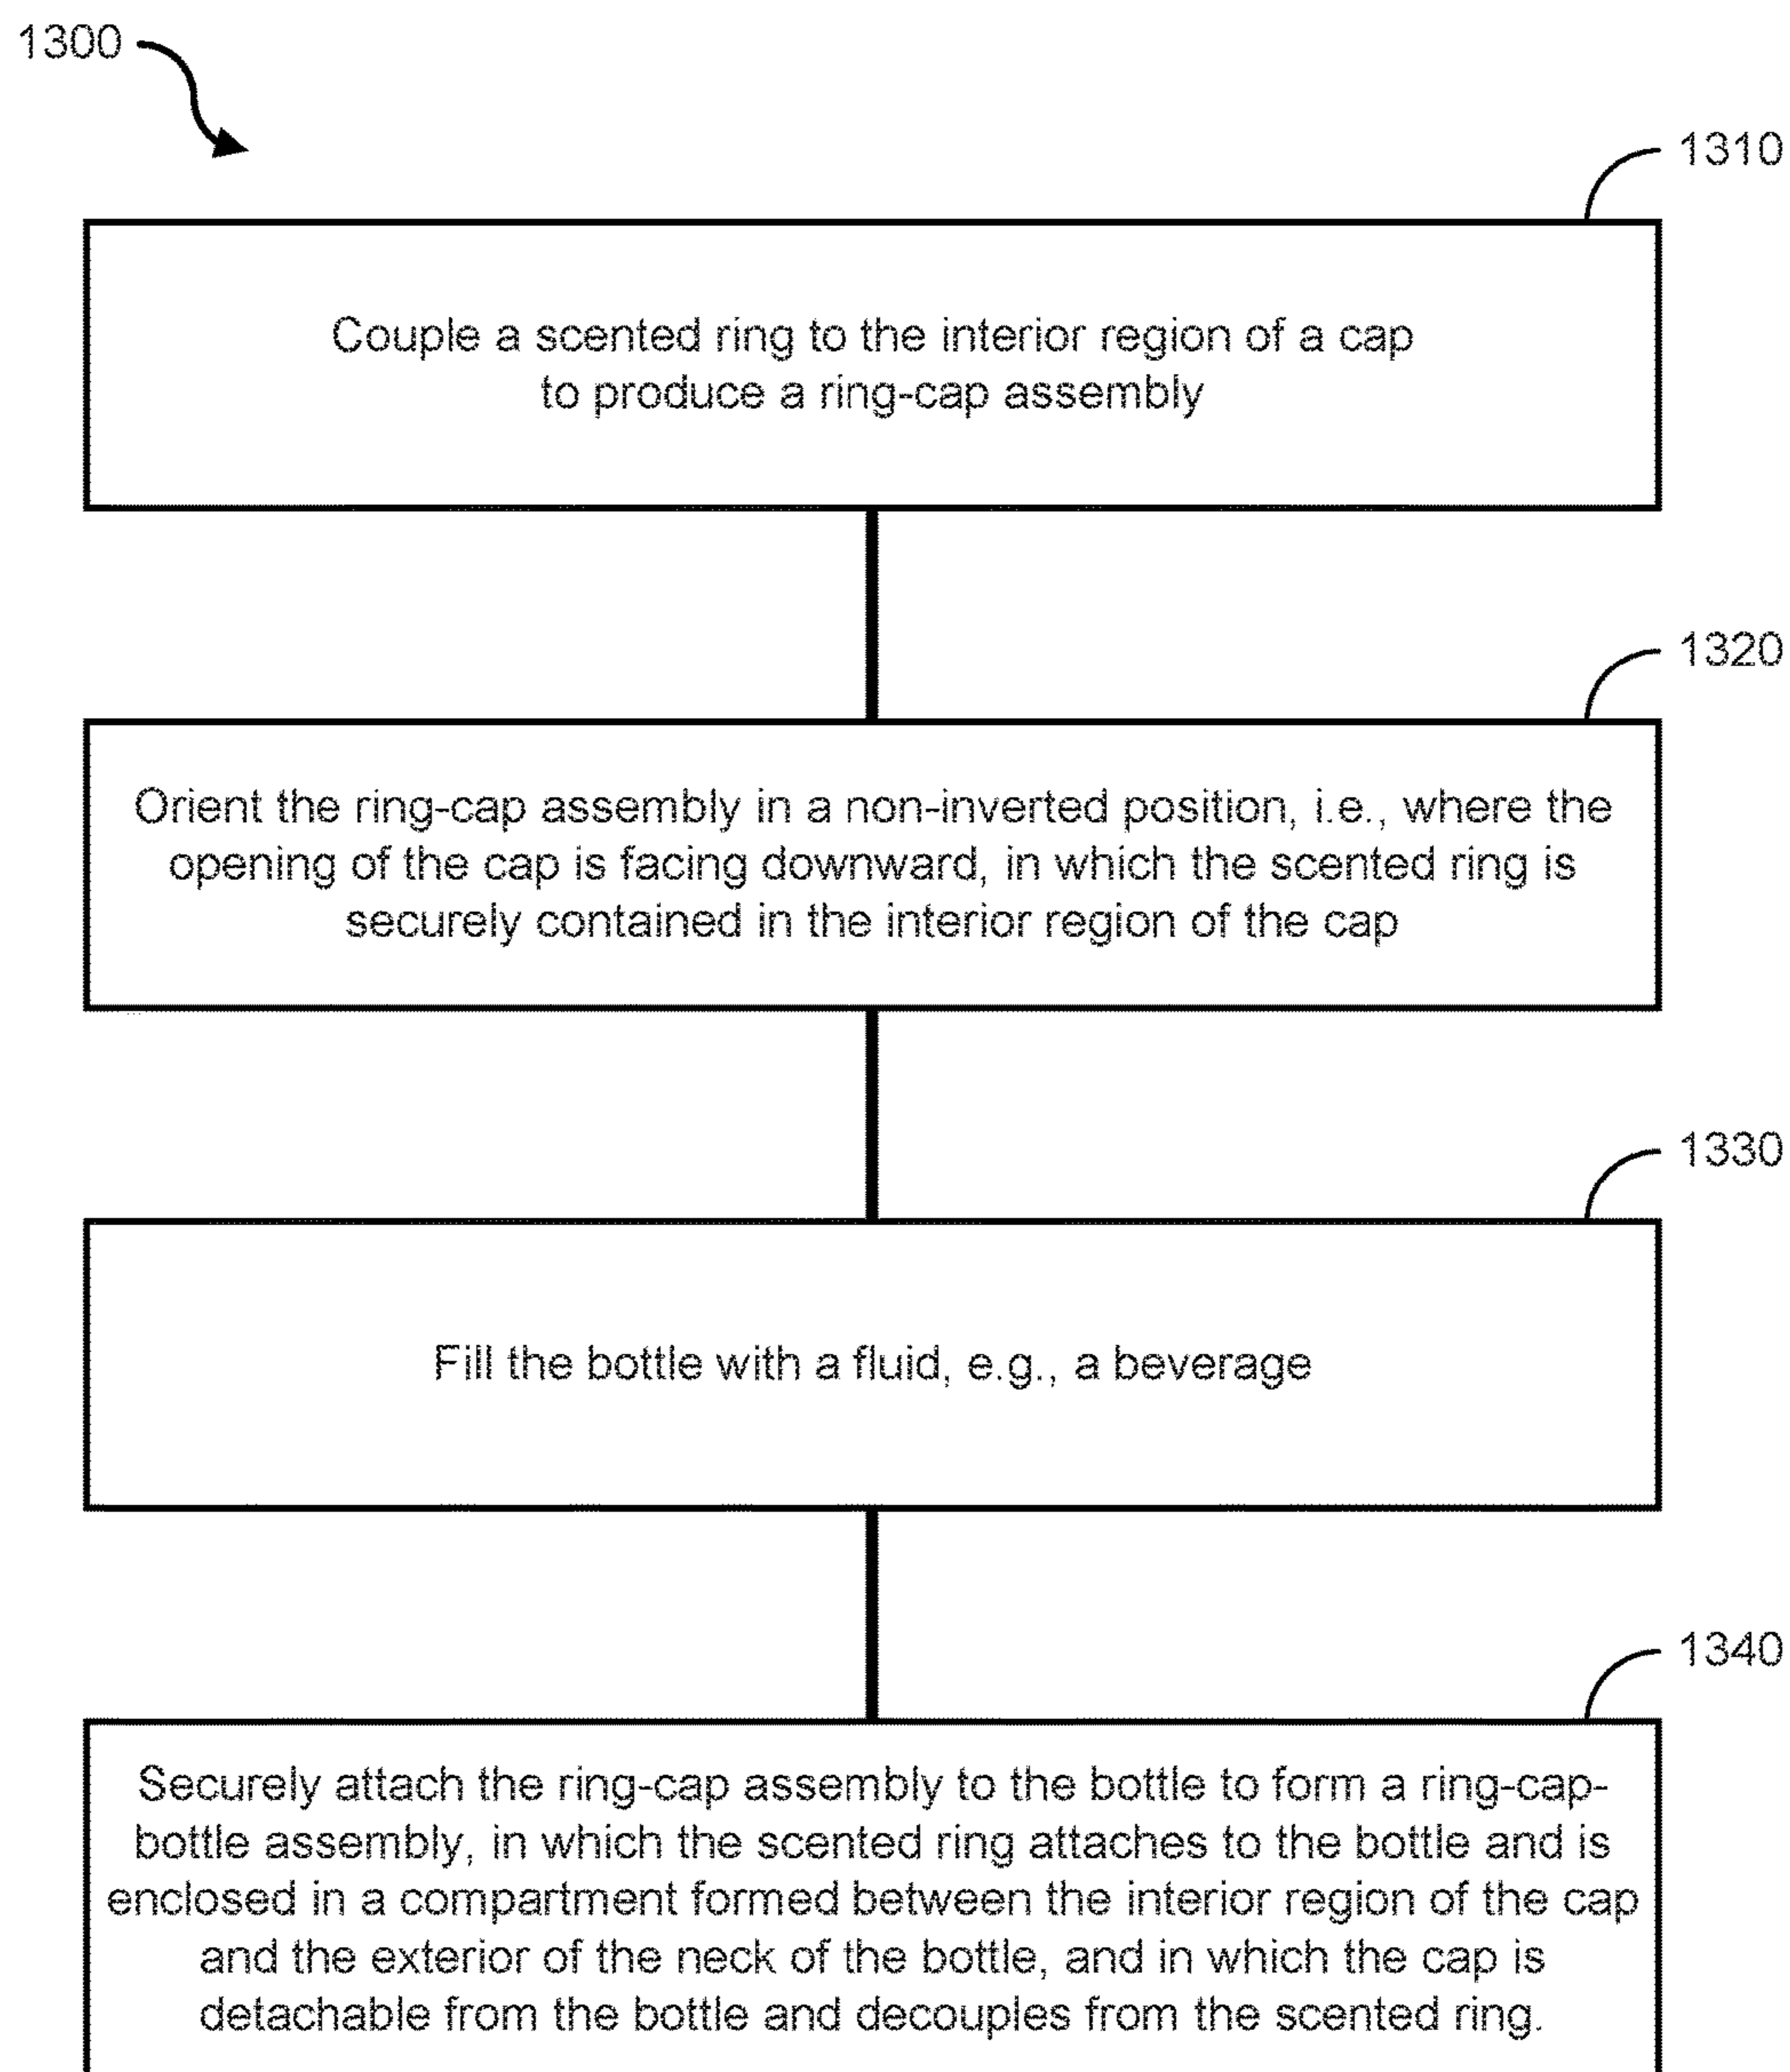 1300
1310
Couple a scented ring to the interior region of a cap
to produce a ring-cap assembly
1320
Orient the ring-cap assembly in a non-inverted position, i.e., where the
opening of the cap is facing downward, in which the scented ring is
securely contained in the interior region of the cap
1330
Fill the bottle with a fluid, e.g., a beverage
1340
Securely attach the ring-cap assembly to the bottle to form a ring-cap-
bottle assembly, in which the scented ring attaches to the bottle and is
enclosed in a compartment formed between the interior region of the cap
and the exterior of the neck of the bottle, and in which the cap is
detachable from the bottle and decouples from the scented ring.